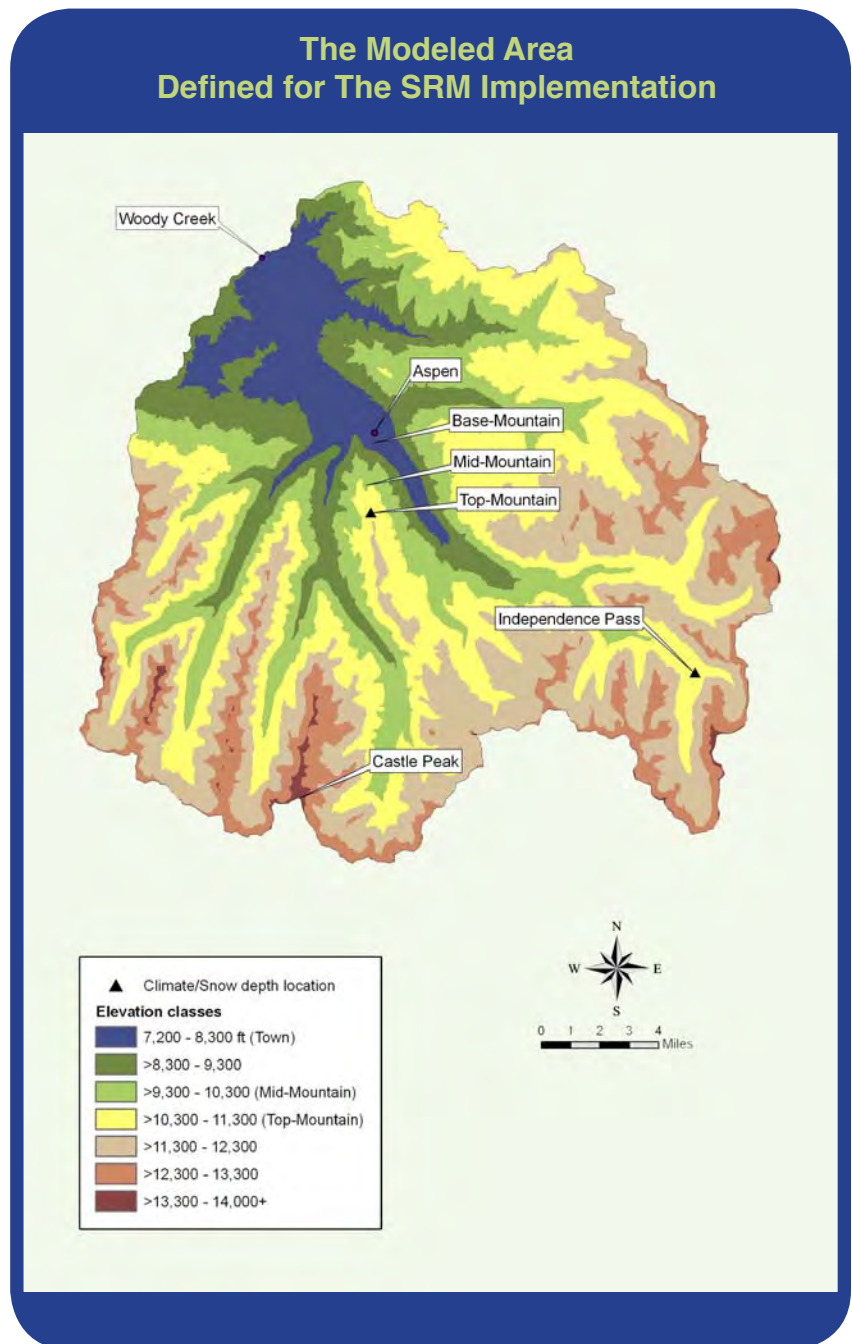 The Modeled Area
Defined for The SRM Implementation
Woody Creek
Aspen
Base-Mountain
Mid-Mountain
Top-Mountain
Independence Pass
Castle Peak
N
W E
S
0 1 2 3 4
Miles
▲ Climate/Snow depth location
Elevation classes
7,200 - 8,300 ft (Town)
>8,300 - 9,300
>9,300 - 10,300 (Mid-Mountain)
>10,300 - 11,300 (Top-Mountain)
>11,300 - 12,300
>12,300 - 13,300
>13,300 - 14,000+